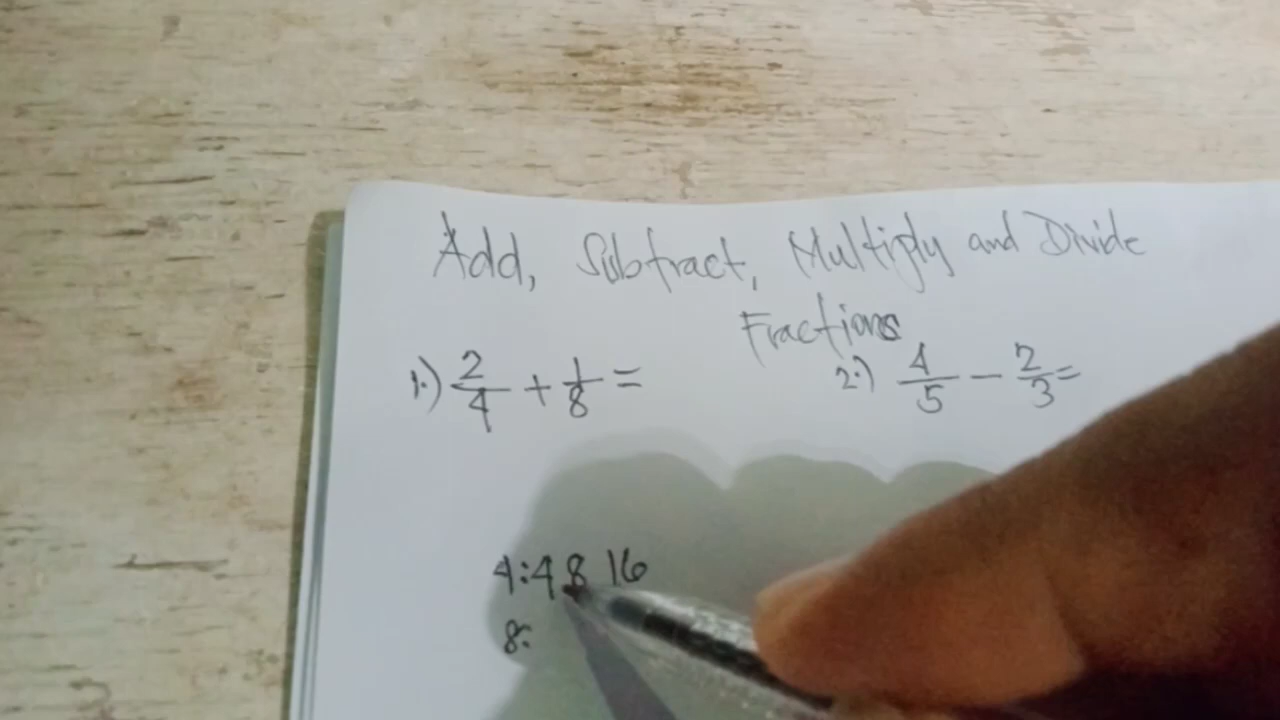 Add, Subtract, Multiply and Divide
Fractions
1.) 2/4 + 1/8 =
2.) 4/5 - 2/3 =
4: 4 8 16
8: